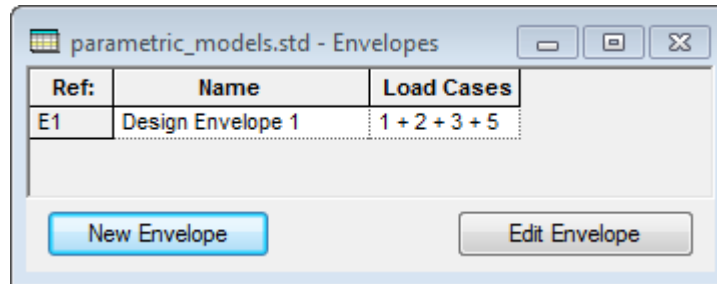 parametric_models.std - Envelopes
Ref: Name Load Cases
E1 Design Envelope 1 1 + 2 + 3 + 5
New Envelope Edit Envelope